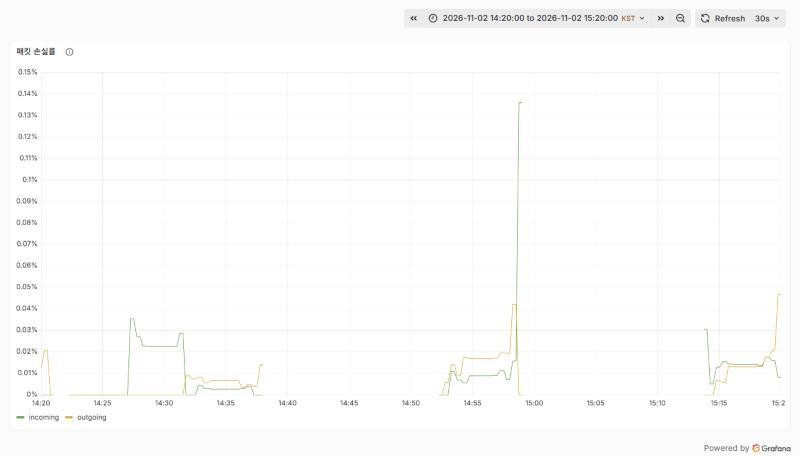 2026-11-02 14:20:00 to 2026-11-02 15:20:00 KST
Refresh 30s
패킷 손실률
0.15%
0.14%
0.13%
0.12%
0.11%
0.1%
0.09%
0.08%
0.07%
0.06%
0.05%
0.04%
0.03%
0.02%
0.01%
0%
14:20 14:25 14:30 14:35 14:40 14:45 14:50 14:55 15:00 15:05 15:10 15:15 15:2
incoming outgoing
Powered by Grafana